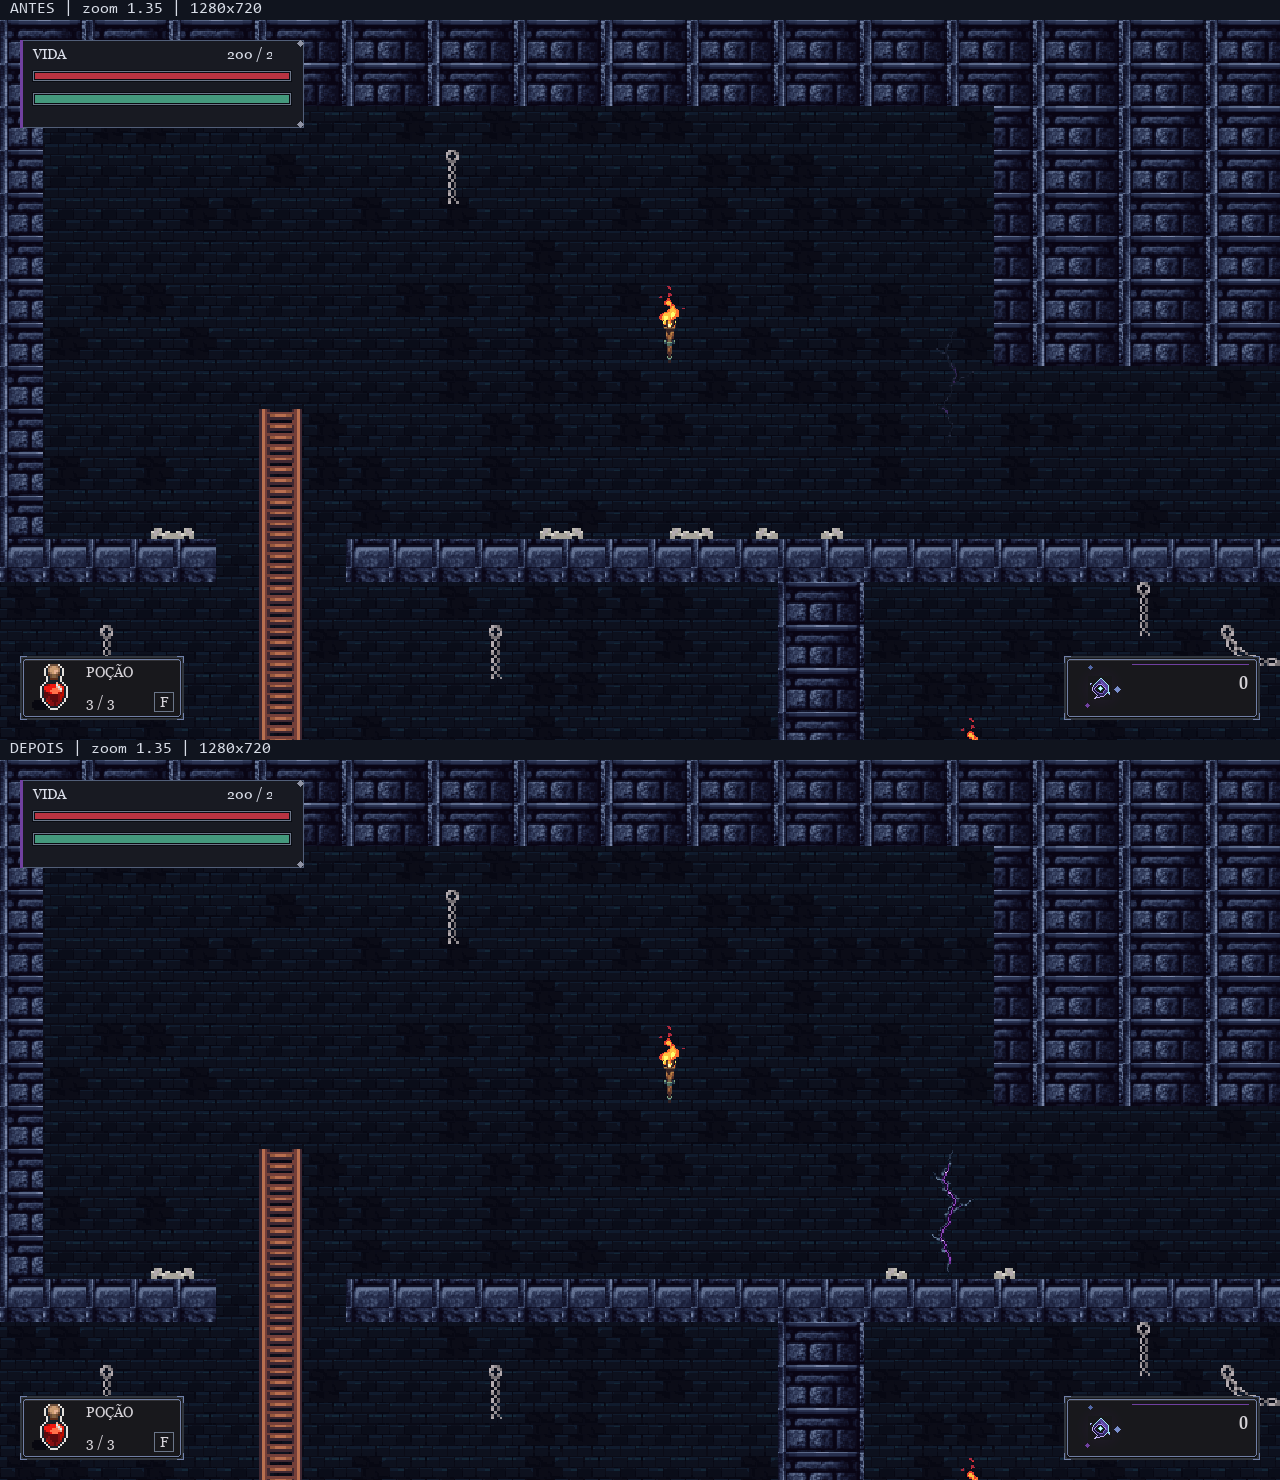 ANTES | zoom 1.35 | 1280x720
VIDA 200 / 2
POÇÃO
3 / 3 F
0
DEPOIS | zoom 1.35 | 1280x720
VIDA 200 / 2
POÇÃO
3 / 3 F
0